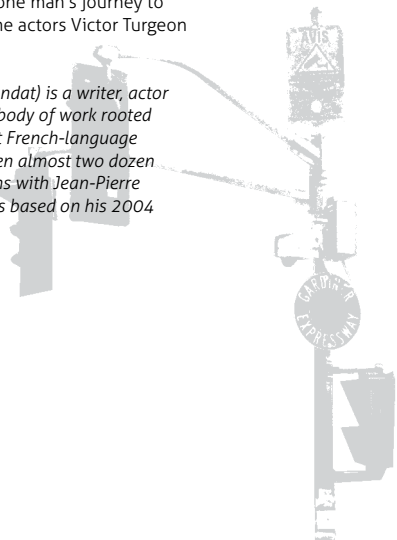 one man's journey to
ne actors Victor Turgeon
ndat) is a writer, actor
body of work rooted
t French-language
en almost two dozen
ns with Jean-Pierre
s based on his 2004
AVIS
GARDINER
EXPRESSWAY